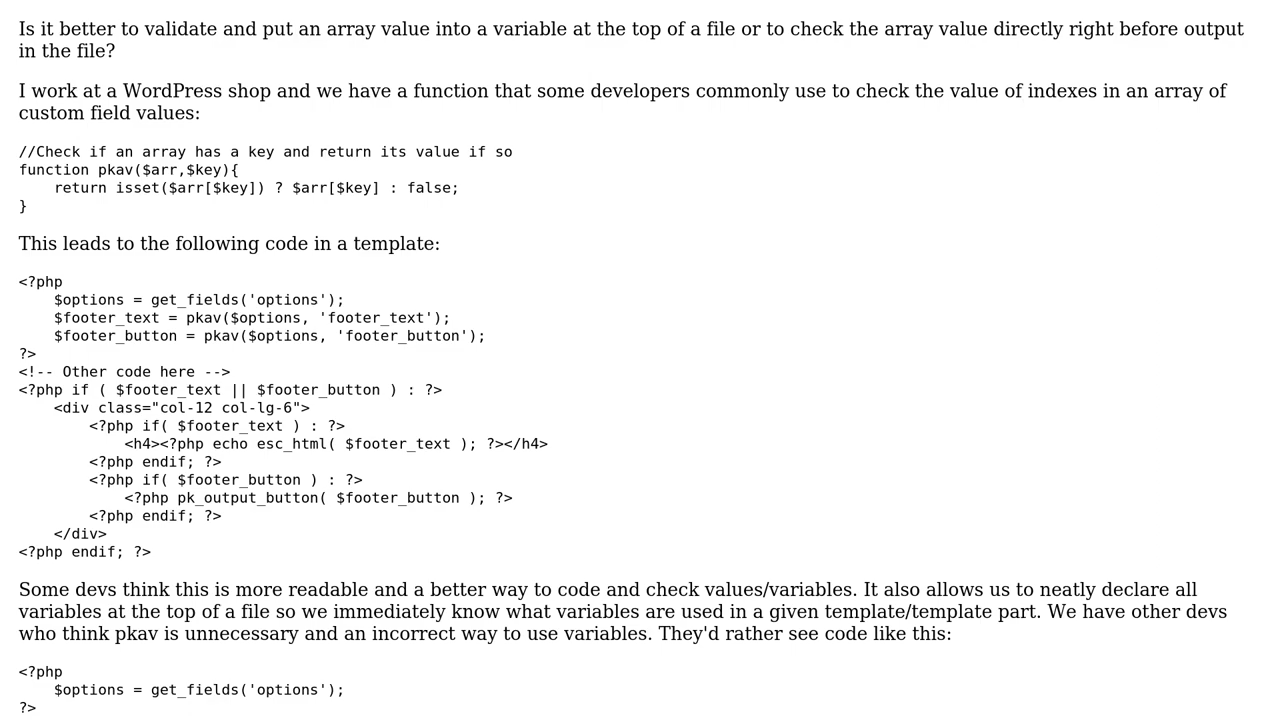 Is it better to validate and put an array value into a variable at the top of a file or to check the array value directly right before output
in the file?
I work at a WordPress shop and we have a function that some developers commonly use to check the value of indexes in an array of
custom field values:
//Check if an array has a key and return its value if so
function pkav($arr,$key){
    return isset($arr[$key]) ? $arr[$key] : false;
}
This leads to the following code in a template:
<?php
    $options = get_fields('options');
    $footer_text = pkav($options, 'footer_text');
    $footer_button = pkav($options, 'footer_button');
?>
<!-- Other code here -->
<?php if ( $footer_text || $footer_button ) : ?>
    <div class="col-12 col-lg-6">
        <?php if( $footer_text ) : ?>
            <h4><?php echo esc_html( $footer_text ); ?></h4>
        <?php endif; ?>
        <?php if( $footer_button ) : ?>
            <?php pk_output_button( $footer_button ); ?>
        <?php endif; ?>
    </div>
<?php endif; ?>
Some devs think this is more readable and a better way to code and check values/variables. It also allows us to neatly declare all
variables at the top of a file so we immediately know what variables are used in a given template/template part. We have other devs
who think pkav is unnecessary and an incorrect way to use variables. They'd rather see code like this:
<?php
    $options = get_fields('options');
?>